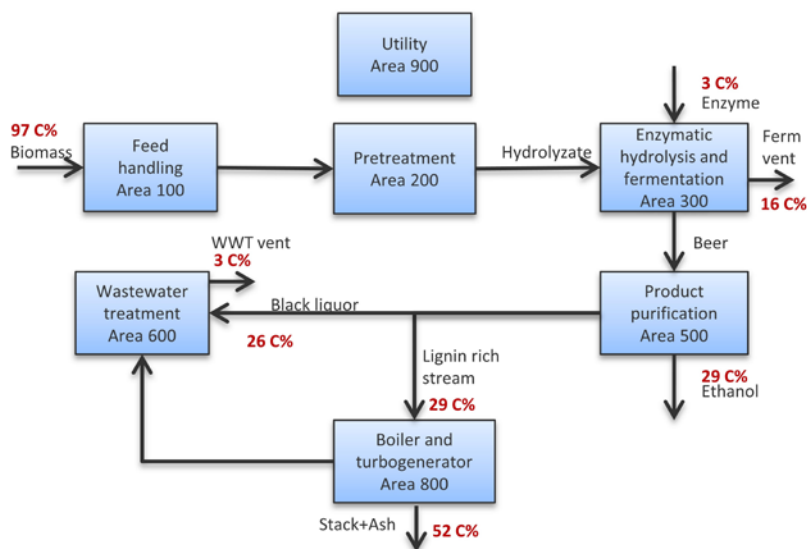 Utility
Area 900
3 C%
Enzyme
97 C%
Biomass
Feed
handling
Area 100
Pretreatment
Area 200
Hydrolyzate
Enzymatic
hydrolysis and
fermentation
Area 300
Ferm
vent
16 C%
Beer
WWT vent
3 C%
Wastewater
treatment
Area 600
Black liquor
26 C%
Product
purification
Area 500
Lignin rich
stream
29 C%
29 C%
Ethanol
Boiler and
turbogenerator
Area 800
Stack+Ash
52 C%